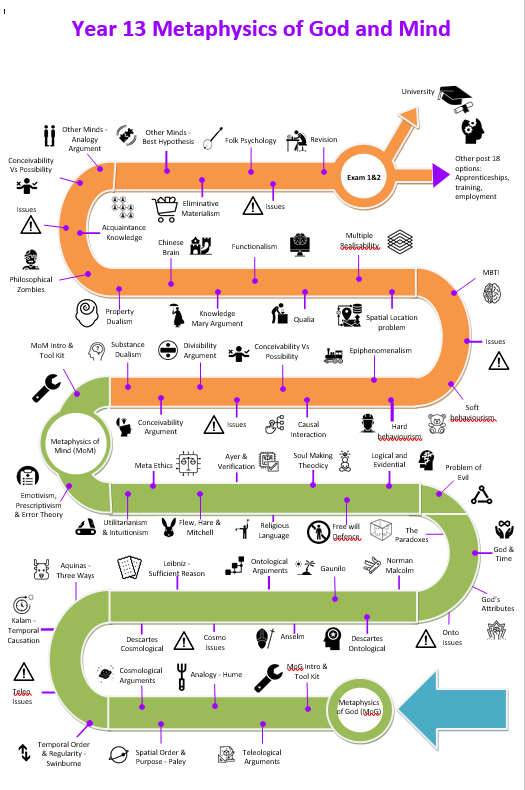 Year 13 Metaphysics of God and Mind
University
Other Minds -
Analogy
Argument
Other Minds -
Best Hypothesis
Folk Psychology
Revision
Conceivability
Vs Possibility
Exam 1&2
Other post 18
options:
Apprenticeships,
training,
employment
Issues
Acquaintance
Knowledge
Eliminative
Materialism
Issues
Philosophical
Zombies
Chinese
Brain
Functionalism
Multiple
Realisability
MBTI
Property
Dualism
Knowledge
Mary Argument
Qualia
Spatial Location
problem
Issues
MoM Intro &
Tool Kit
Substance
Dualism
Divisibility
Argument
Conceivability Vs
Possibility
Epiphenomenalism
Soft
behaviourism
Conceivability
Argument
Issues
Causal
Interaction
Hard
behaviourism
Metaphysics of
Mind (MoM)
Meta Ethics
Ayer &
Verification
Soul Making
Theodicy
Logical and
Evidential
Problem of
Evil
Emotivism,
Prescriptivism
& Error Theory
Utilitarianism
& Intuitionism
Flew, Hare &
Mitchell
Religious
Language
Free will
Defence
The
Paradoxes
God &
Time
Aquinas -
Three Ways
Leibniz -
Sufficient Reason
Ontological
Arguments
Gaunilo
Norman
Malcolm
God's
Attributes
Kalam -
Temporal
Causation
Descartes
Cosmological
Cosmo
Issues
Anselm
Descartes
Ontological
Onto
Issues
Teleo
Issues
Cosmological
Arguments
Analogy - Hume
MoG Intro &
Tool Kit
Metaphysics
of God (MoG)
Temporal Order
& Regularity -
Swinburne
Spatial Order &
Purpose - Paley
Teleological
Arguments